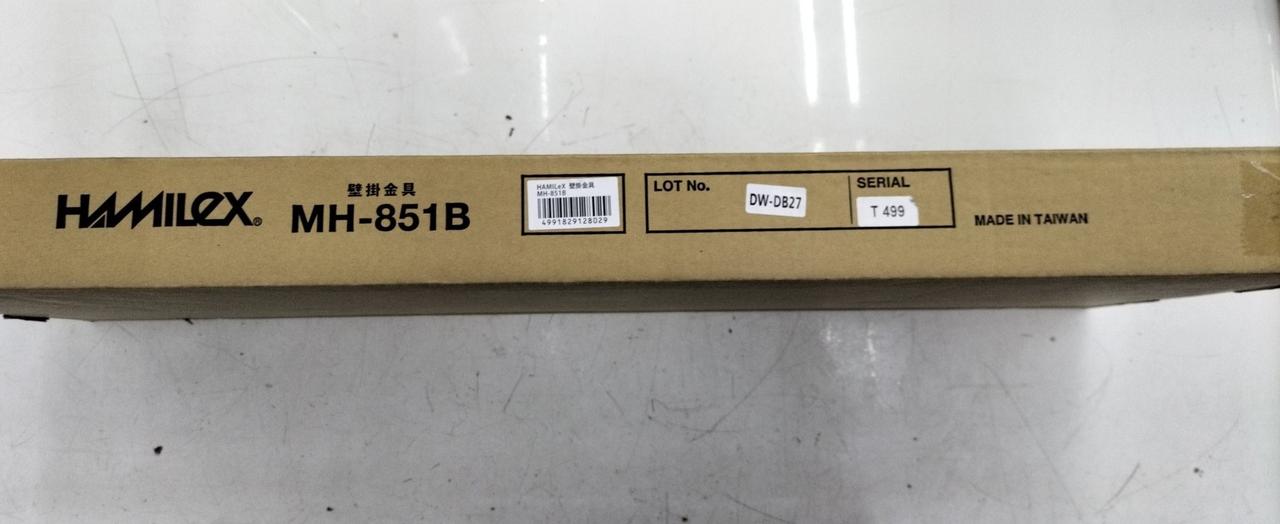 HAMILeX®
壁掛金具
MH-851B
HAMILeX 壁掛金具
MH-851B
4991829128029
LOT No.
DW-DB27
SERIAL
T 499
MADE IN TAIWAN